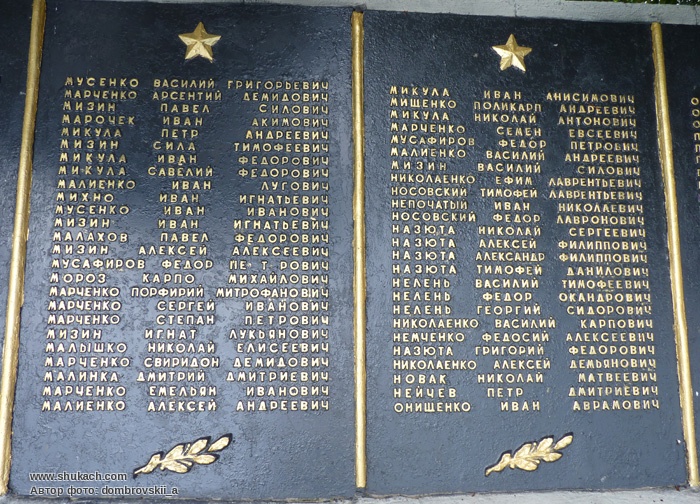 МУСЕНКО ВАСИЛИЙ ГРИГОРЬЕВИЧ
МАРЧЕНКО АРСЕНТИЙ ДЕМИДОВИЧ
МИЗИН ПАВЕЛ СИЛОВИЧ
МАРОЧЕК ИВАН АКИМОВИЧ
МИКУЛА ПЕТР АНДРЕЕВИЧ
МИЗИН СИЛА ТИМОФЕЕВИЧ
МИКУЛА ИВАН ФЕДОРОВИЧ
МИКУЛА САВЕЛИЙ ФЕДОРОВИЧ
МАЛИЕНКО ИВАН ЛУГОВИЧ
МИХНО ИВАН ИГНАТЬЕВИЧ
МУСЕНКО ИВАН ИВАНОВИЧ
МИЗИН ИВАН ИГНАТЬЕВИЧ
МАЛАХОВ ПАВЕЛ ФЕДОРОВИЧ
МИЗИН АЛЕКСЕЙ АЛЕКСЕЕВИЧ
МУСАФИРОВ ФЕДОР ПЕТ-РОВИЧ
МОРОЗ КАРПО МИХАЙЛОВИЧ
МАРЧЕНКО ПОРФИРИЙ МИТРОФАНОВИЧ
МАРЧЕНКО СЕРГЕЙ ИВАНОВИЧ
МАРЧЕНКО СТЕПАН ПЕТРОВИЧ
МИЗИН ИГНАТ ЛУКЬЯНОВИЧ
МАЛЫШКО НИКОЛАЙ ЕЛИСЕЕВИЧ
МАРЧЕНКО СВИРИДОН ДЕМИДОВИЧ
МАЛИНКА ДМИТРИЙ ДМИТРИЕВИЧ
МАРЧЕНКО ЕМЕЛЬЯН ИВАНОВИЧ
МАЛИЕНКО АЛЕКСЕЙ АНДРЕЕВИЧ
МИКУЛА ИВАН АНИСИМОВИЧ
МИЩЕНКО ПОЛИКАРП АНДРЕЕВИЧ
МИКУЛА НИКОЛАЙ АНТОНОВИЧ
МАРЧЕНКО СЕМЕН ЕВСЕЕВИЧ
МУСАФИРОВ ФЕДОР ПЕТРОВИЧ
МАЛИЕНКО ВАСИЛИЙ АНДРЕЕВИЧ
МИЗИН ВАСИЛИЙ СИЛОВИЧ
НИКОЛАЕНКО ЕФИМ ЛАВРЕНТЬЕВИЧ
НОСОВСКИЙ ТИМОФЕЙ ЛАВРЕНТЬЕВИЧ
НЕПОЧАТЫЙ ИВАН НИКОЛАЕВИЧ
НОСОВСКИЙ ФЕДОР ЛАВРОНОВИЧ
НАЗЮТА НИКОЛАЙ СЕРГЕЕВИЧ
НАЗЮТА АЛЕКСЕЙ ФИЛИППОВИЧ
НАЗЮТА АЛЕКСАНДР ФИЛИППОВИЧ
НАЗЮТА ТИМОФЕЙ ДАНИЛОВИЧ
НЕЛЕНЬ ВАСИЛИЙ ТИМОФЕЕВИЧ
НЕЛЕНЬ ФЕДОР ОКАНДРОВИЧ
НЕЛЕНЬ ГЕОРГИЙ СИДОРОВИЧ
НИКОЛАЕНКО ВАСИЛИЙ КАРПОВИЧ
НЕМЧЕНКО ФЕДОСИЙ АЛЕКСЕЕВИЧ
НАЗЮТА ГРИГОРИЙ ФЕДОРОВИЧ
НИКОЛАЕНКО АЛЕКСЕЙ ДЕМЬЯНОВИЧ
НОВАК НИКОЛАЙ МАТВЕЕВИЧ
НЕЙЧЕВ ПЕТР ДМИТРИЕВИЧ
ОНИЩЕНКО ИВАН АВРАМОВИЧ
www.shukach.com
Автор фото: dombrovskii_a